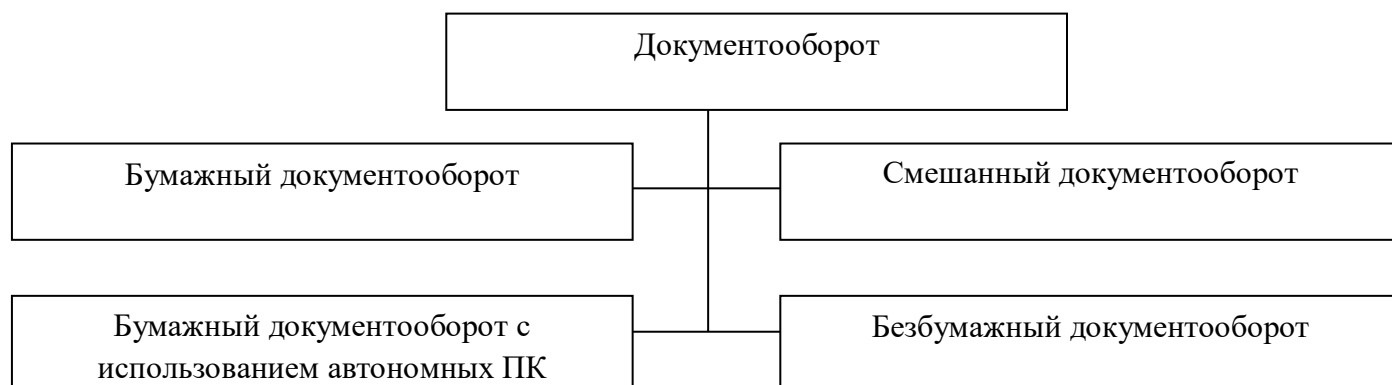 Документооборот
Бумажный документооборот
Смешанный документооборот
Бумажный документооборот с
использованием автономных ПК
Безбумажный документооборот